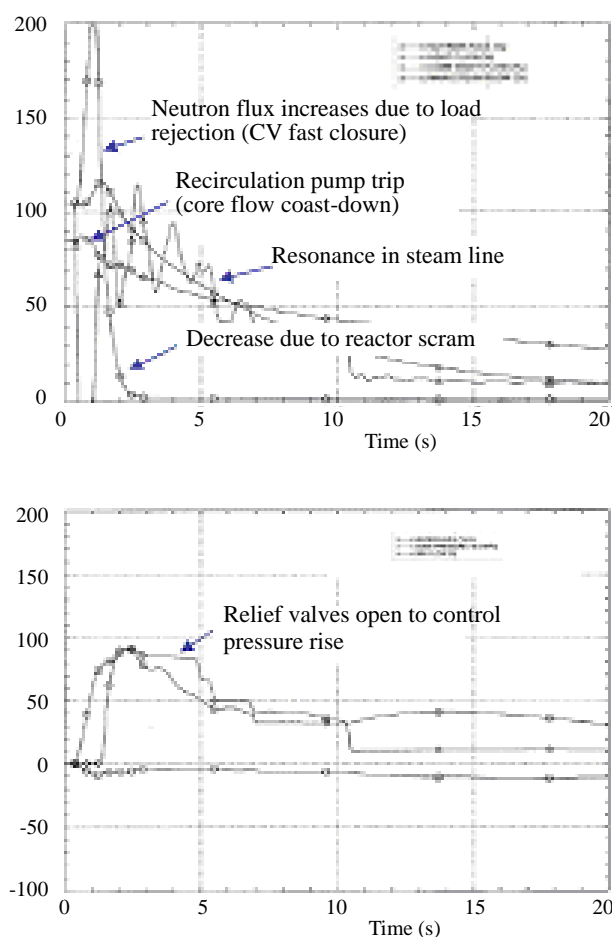 200
150
100
50
0
Neutron flux increases due to load
rejection (CV fast closure)
Recirculation pump trip
(core flow coast-down)
Resonance in steam line
Decrease due to reactor scram
0 5 10 15 20
Time (s)
200
150
100
50
0
-50
-100
Relief valves open to control
pressure rise
0 5 10 15 20
Time (s)